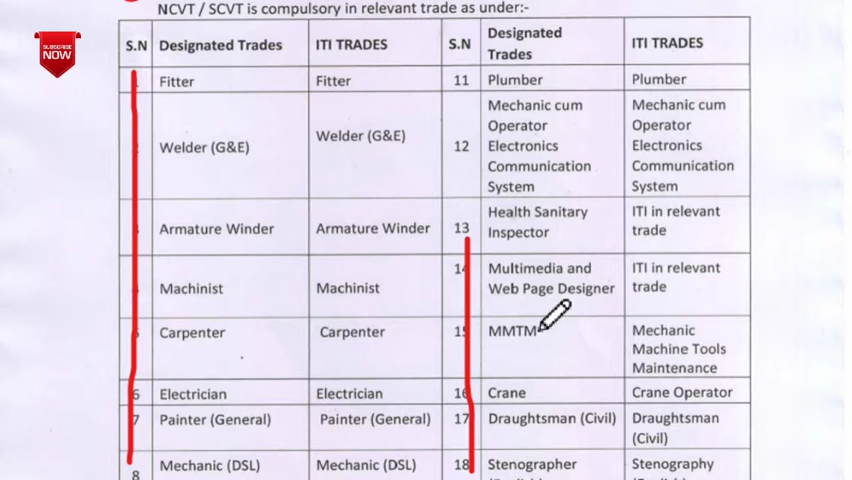 NCVT / SCVT is compulsory in relevant trade as under:-
SUBSCRIBE
NOW
S.N Designated Trades ITI TRADES S.N Designated Trades ITI TRADES
Fitter Fitter 11 Plumber Plumber
Welder (G&E) Welder (G&E) 12 Mechanic cum Operator Electronics Communication System Mechanic cum Operator Electronics Communication System
Armature Winder Armature Winder 13 Health Sanitary Inspector ITI in relevant trade
Machinist Machinist 14 Multimedia and Web Page Designer ITI in relevant trade
Carpenter Carpenter 15 MMTM Mechanic Machine Tools Maintenance
6 Electrician Electrician 16 Crane Crane Operator
7 Painter (General) Painter (General) 17 Draughtsman (Civil) Draughtsman (Civil)
8 Mechanic (DSL) Mechanic (DSL) 18 Stenographer Stenography